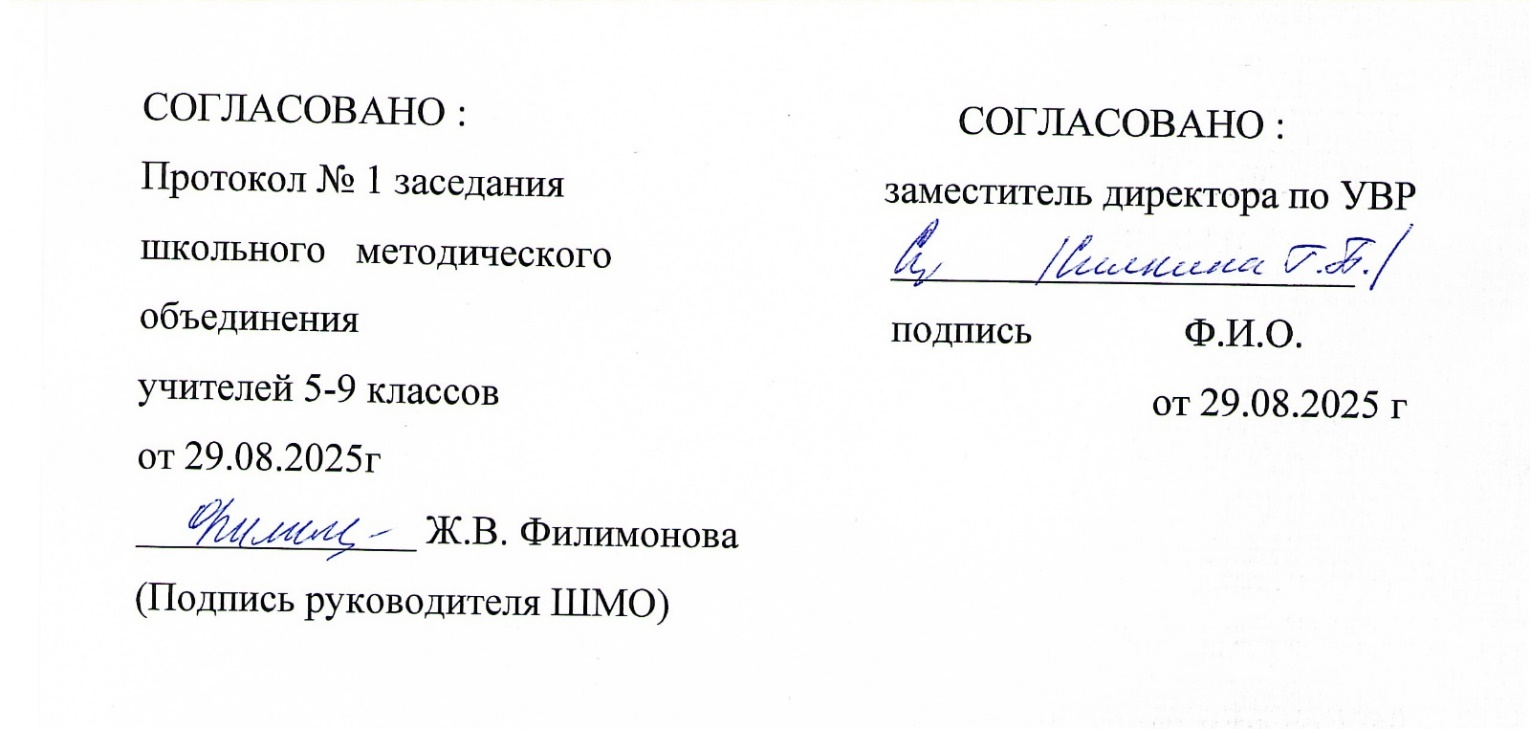 СОГЛАСОВАНО :
Протокол № 1 заседания
школьного методического
объединения
учителей 5-9 классов
от 29.08.2025г
Ж.В. Филимонова
(Подпись руководителя ШМО)
СОГЛАСОВАНО :
заместитель директора по УВР
Г.Б./
подпись Ф.И.О.
от 29.08.2025 г